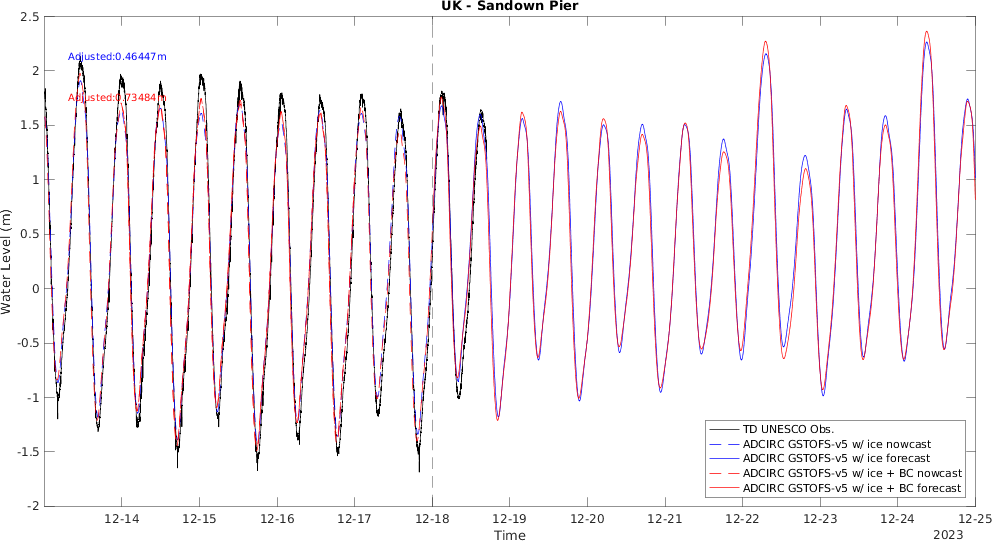 UK - Sandown Pier
2.5
2
1.5
1
0.5
0
-0.5
-1
-1.5
-2
Water Level (m)
Adjusted:0.46447m
Adjusted:0.73484m
TD UNESCO Obs.
ADCIRC GSTOFS-v5 w/ ice nowcast
ADCIRC GSTOFS-v5 w/ ice forecast
ADCIRC GSTOFS-v5 w/ ice + BC nowcast
ADCIRC GSTOFS-v5 w/ ice + BC forecast
12-14 12-15 12-16 12-17 12-18 12-19 12-20 12-21 12-22 12-23 12-24 12-25
Time
2023